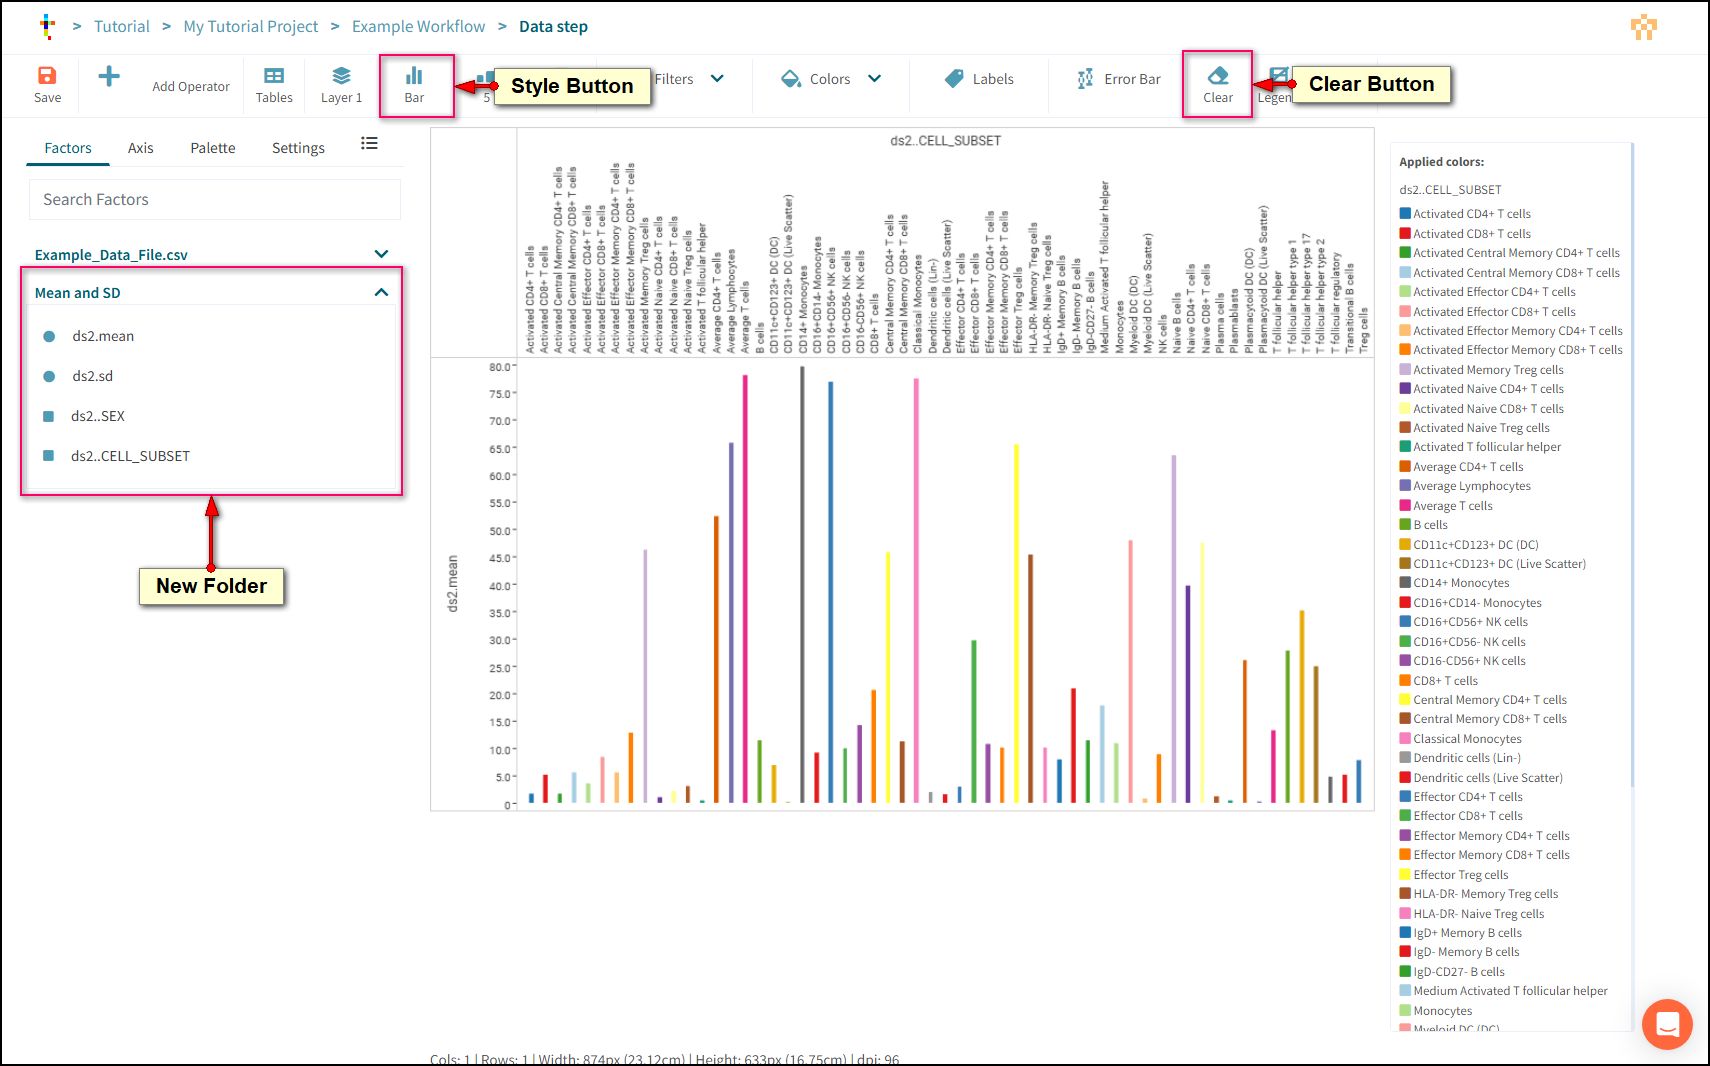 > Tutorial > My Tutorial Project > Example Workflow > Data step
Save
Add Operator
Tables
Layer 1
Bar
5
Style Button
Filters
Colors
Labels
Error Bar
Clear
Clear Button
Factors Axis Palette Settings
Search Factors
Example_Data_File.csv
Mean and SD
ds2.mean
ds2.sd
ds2..SEX
ds2..CELL_SUBSET
New Folder
ds2..CELL_SUBSET
Activated CD4+ T cells
Activated CD8+ T cells
Activated Central Memory CD4+ T cells
Activated Central Memory CD8+ T cells
Activated Effector CD4+ T cells
Activated Effector CD8+ T cells
Activated Effector Memory CD4+ T cells
Activated Effector Memory CD8+ T cells
Activated Memory Treg cells
Activated Naive CD4+ T cells
Activated Naive CD8+ T cells
Activated Naive Treg cells
Activated T follicular helper
Average CD4+ T cells
Average Lymphocytes
Average T cells
B cells
CD11c+CD123+ DC (DC)
CD11c+CD123+ DC (Live Scatter)
CD14+ Monocytes
CD16+CD14- Monocytes
CD16+CD56+ NK cells
CD16+CD56- NK cells
CD16-CD56+ NK cells
CD8+ T cells
Central Memory CD4+ T cells
Central Memory CD8+ T cells
Classical Monocytes
Dendritic cells (Lin-)
Dendritic cells (Live Scatter)
Effector CD4+ T cells
Effector CD8+ T cells
Effector Memory CD4+ T cells
Effector Memory CD8+ T cells
Effector Treg cells
HLA-DR- Memory Treg cells
HLA-DR- Naive Treg cells
IgD+ Memory B cells
IgD- Memory B cells
IgD-CD27- B cells
Medium Activated T follicular helper
Monocytes
Myeloid DC (DC)
Myeloid DC (Live Scatter)
NK cells
Naive B cells
Naive CD4+ T cells
Naive CD8+ T cells
Plasma cells
Plasmablasts
Plasmacytoid DC (DC)
Plasmacytoid DC (Live Scatter)
T follicular helper
T follicular helper type 1
T follicular helper type 17
T follicular helper type 2
T follicular regulatory
Transitional B cells
Treg cells
ds2.mean
80.0
75.0
70.0
65.0
60.0
55.0
50.0
45.0
40.0
35.0
30.0
25.0
20.0
15.0
10.0
5.0
0
Applied colors:
ds2..CELL_SUBSET
Activated CD4+ T cells
Activated CD8+ T cells
Activated Central Memory CD4+ T cells
Activated Central Memory CD8+ T cells
Activated Effector CD4+ T cells
Activated Effector CD8+ T cells
Activated Effector Memory CD4+ T cells
Activated Effector Memory CD8+ T cells
Activated Memory Treg cells
Activated Naive CD4+ T cells
Activated Naive CD8+ T cells
Activated Naive Treg cells
Activated T follicular helper
Average CD4+ T cells
Average Lymphocytes
Average T cells
B cells
CD11c+CD123+ DC (DC)
CD11c+CD123+ DC (Live Scatter)
CD14+ Monocytes
CD16+CD14- Monocytes
CD16+CD56+ NK cells
CD16+CD56- NK cells
CD16-CD56+ NK cells
CD8+ T cells
Central Memory CD4+ T cells
Central Memory CD8+ T cells
Classical Monocytes
Dendritic cells (Lin-)
Dendritic cells (Live Scatter)
Effector CD4+ T cells
Effector CD8+ T cells
Effector Memory CD4+ T cells
Effector Memory CD8+ T cells
Effector Treg cells
HLA-DR- Memory Treg cells
HLA-DR- Naive Treg cells
IgD+ Memory B cells
IgD- Memory B cells
IgD-CD27- B cells
Medium Activated T follicular helper
Monocytes
Myeloid DC (DC)
Cols: 1 | Rows: 1 | Width: 874px (23.12cm) | Height: 633px (16.75cm) | dpi: 96